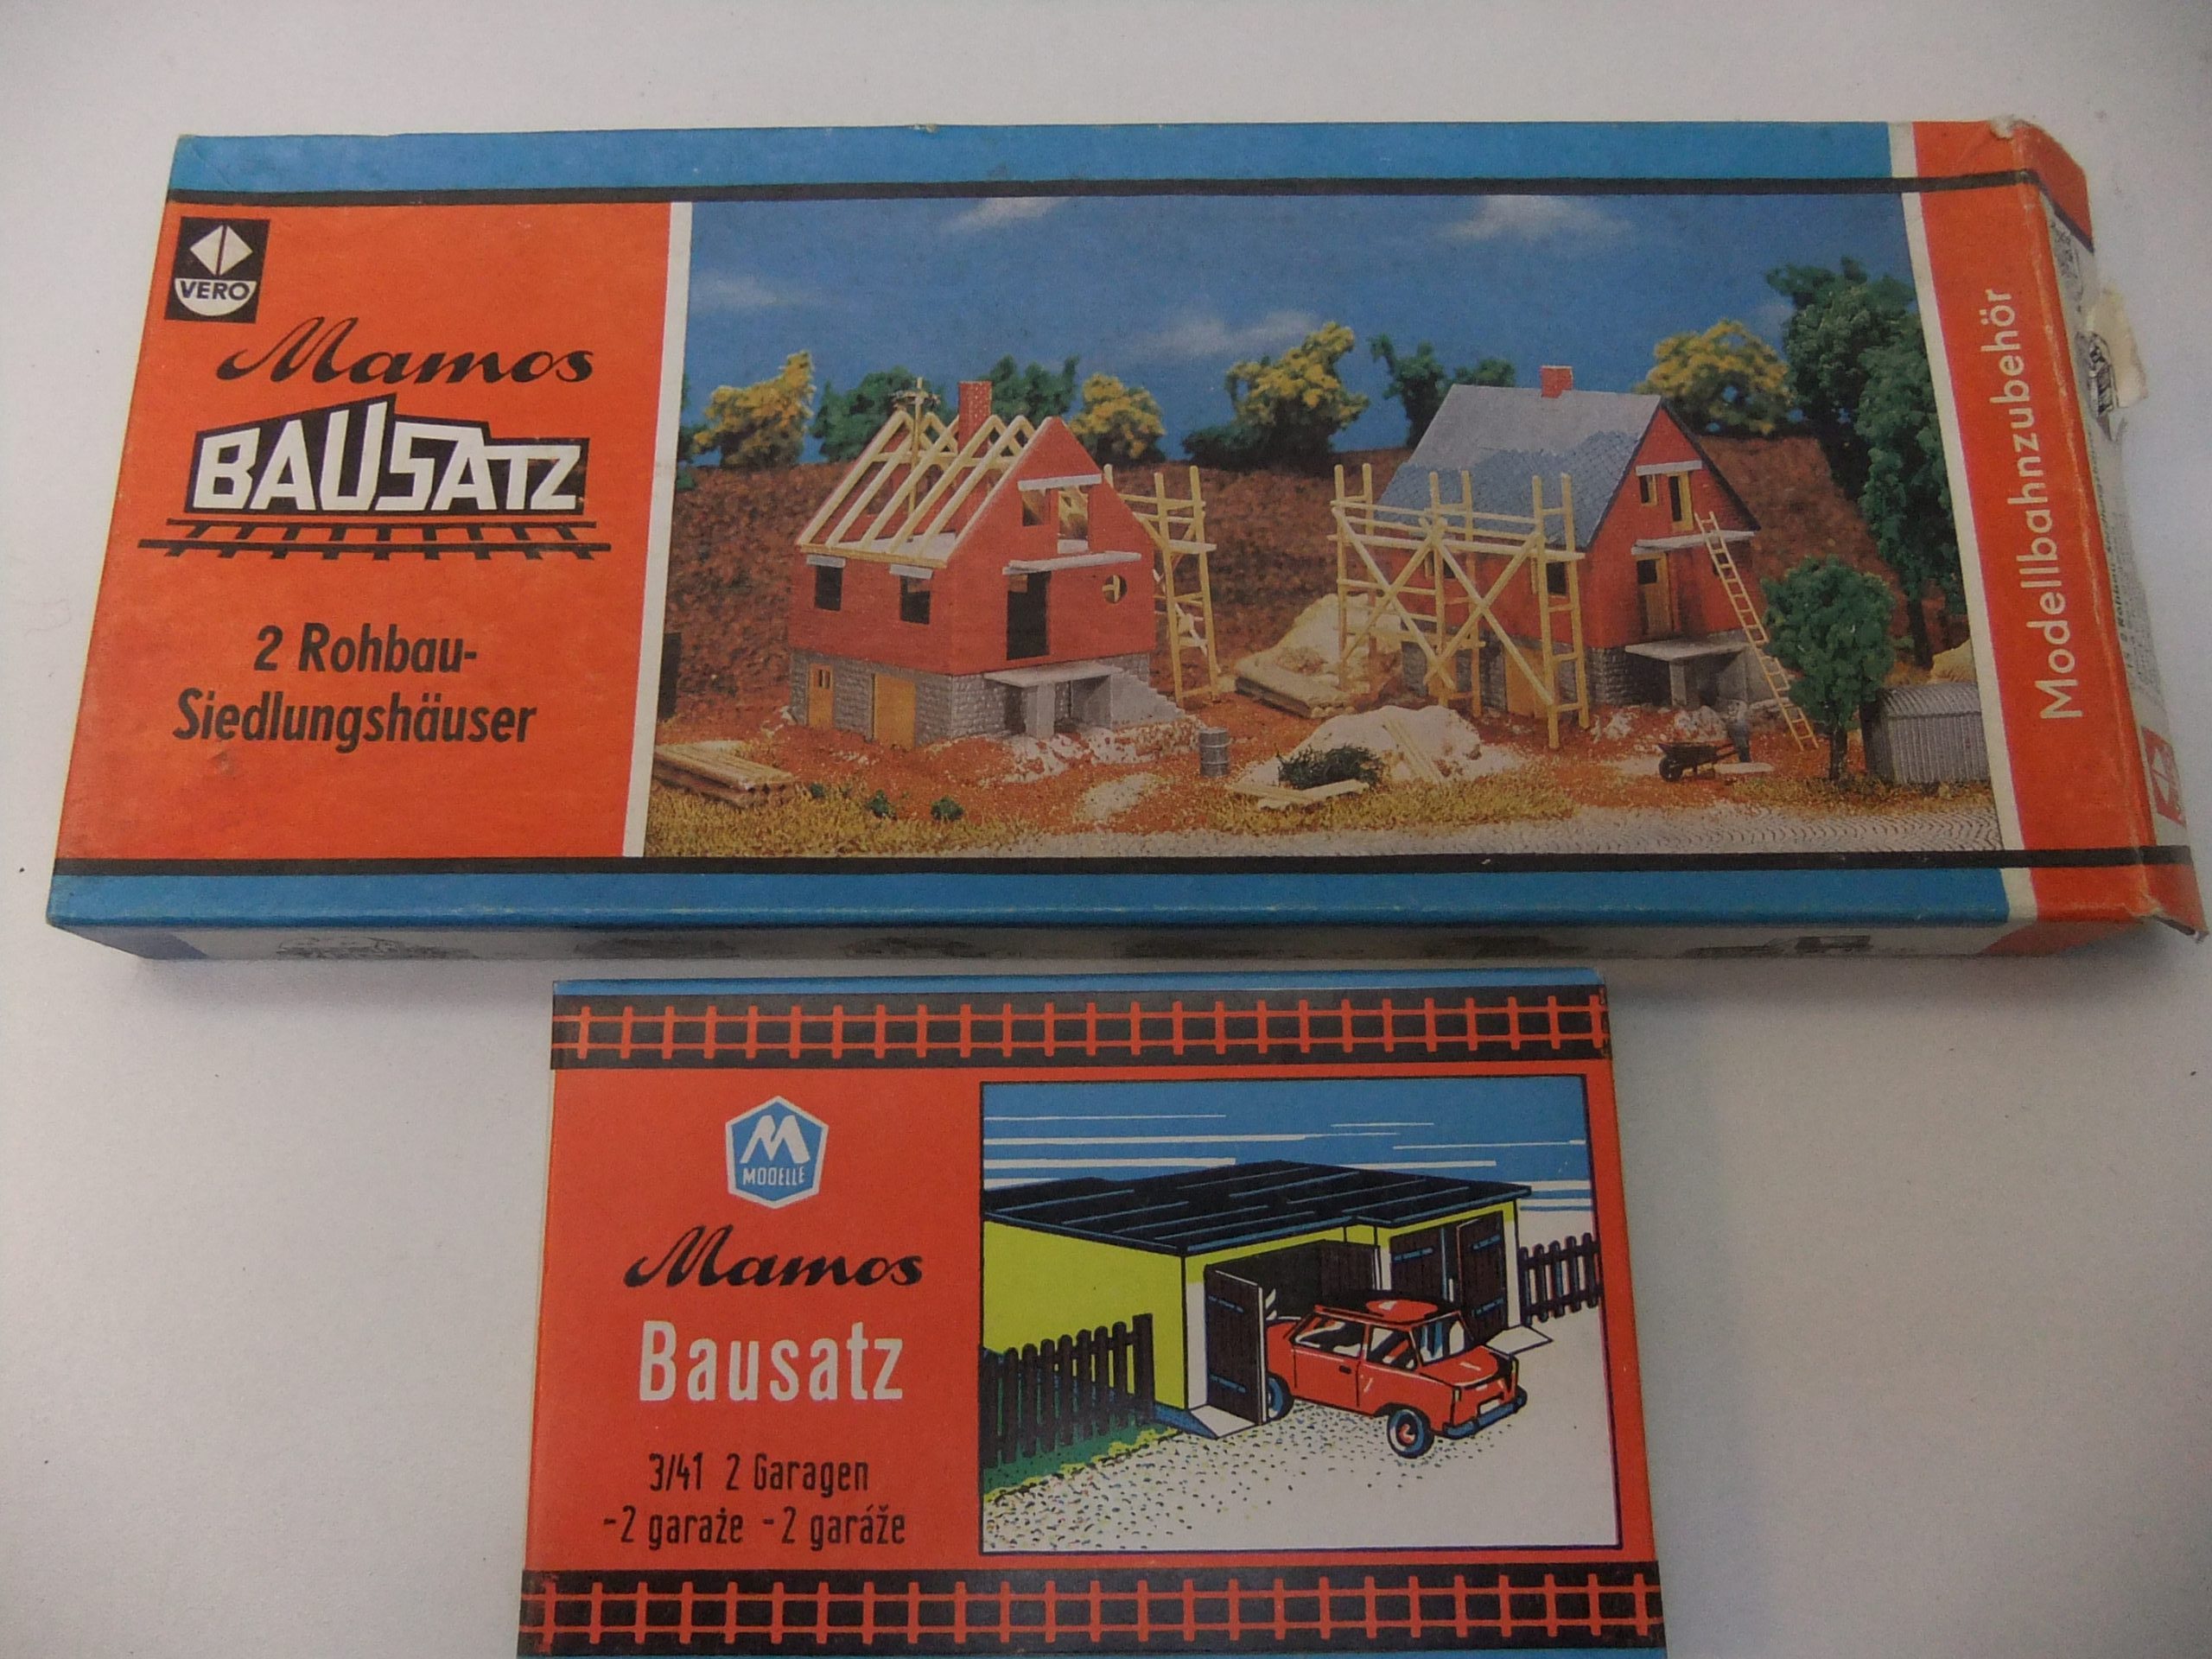 VERO
Mamos
BAUSATZ
2 Rohbau-
Siedlungshäuser
Modellbahnzubehör
M
MODELLE
Mamos
Bausatz
3/41 2 Garagen
-2 garaże -2 garáže